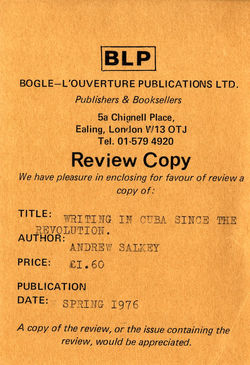 BLP
BOGLE—L'OUVERTURE PUBLICATIONS LTD.
Publishers & Booksellers
5a Chignell Place,
Ealing, London W13 OTJ
Tel. 01-579 4920
Review Copy
We have pleasure in enclosing for favour of review a
copy of:
TITLE: WRITING IN CUBA SINCE THE
REVOLUTION.
AUTHOR: ANDREW SALKEY
PRICE: £1.60
PUBLICATION
DATE: SPRING 1976
A copy of the review, or the issue containing the
review, would be appreciated.